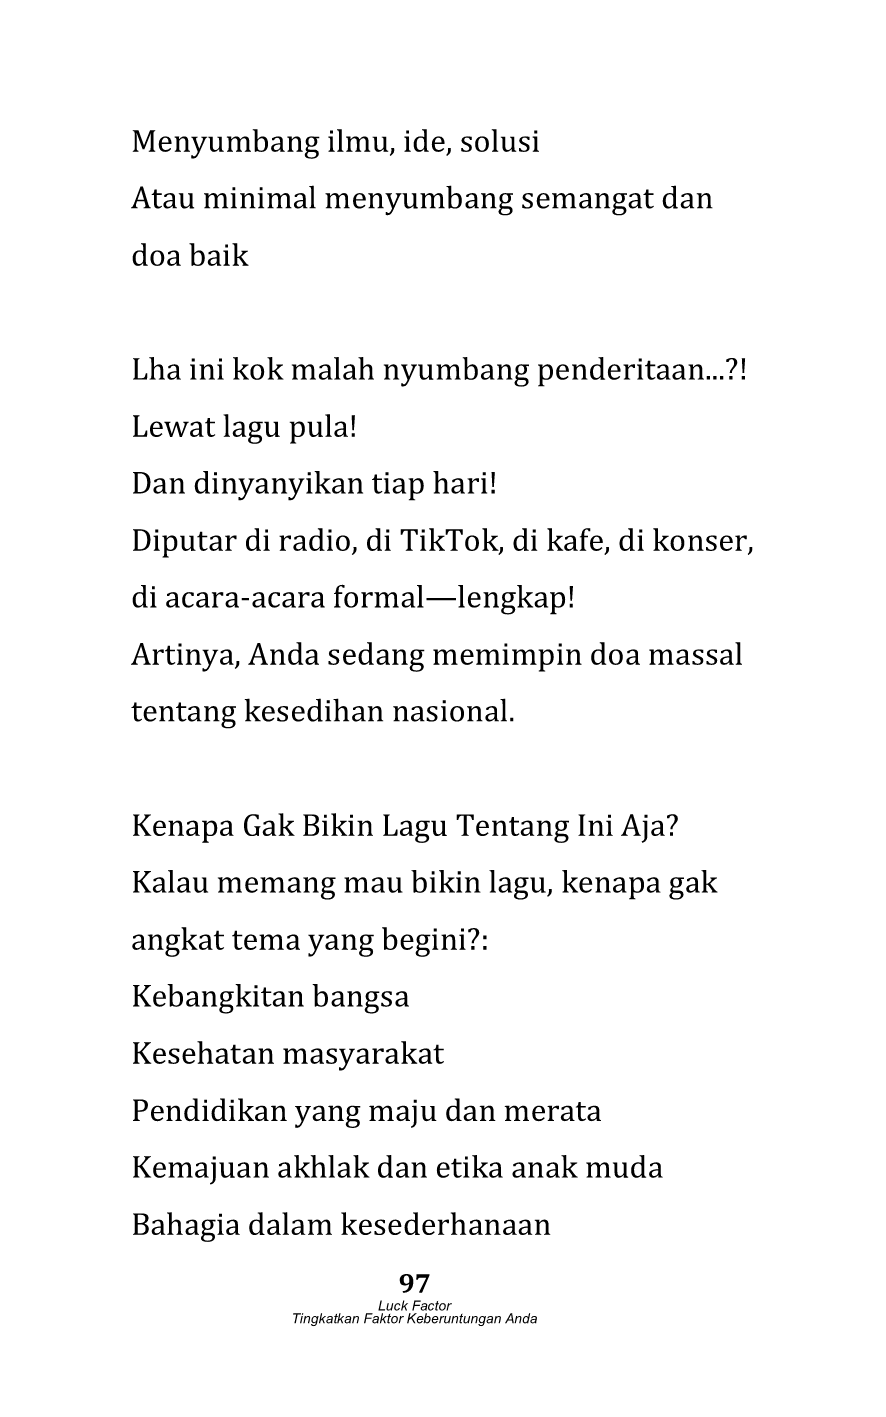 Menyumbang ilmu, ide, solusi
Atau minimal menyumbang semangat dan
doa baik
Lha ini kok malah nyumbang penderitaan...?!
Lewat lagu pula!
Dan dinyanyikan tiap hari!
Diputar di radio, di TikTok, di kafe, di konser,
di acara-acara formal—lengkap!
Artinya, Anda sedang memimpin doa massal
tentang kesedihan nasional.
Kenapa Gak Bikin Lagu Tentang Ini Aja?
Kalau memang mau bikin lagu, kenapa gak
angkat tema yang begini?:
Kebangkitan bangsa
Kesehatan masyarakat
Pendidikan yang maju dan merata
Kemajuan akhlak dan etika anak muda
Bahagia dalam kesederhanaan
97
Luck Factor
Tingkatkan Faktor Keberuntungan Anda